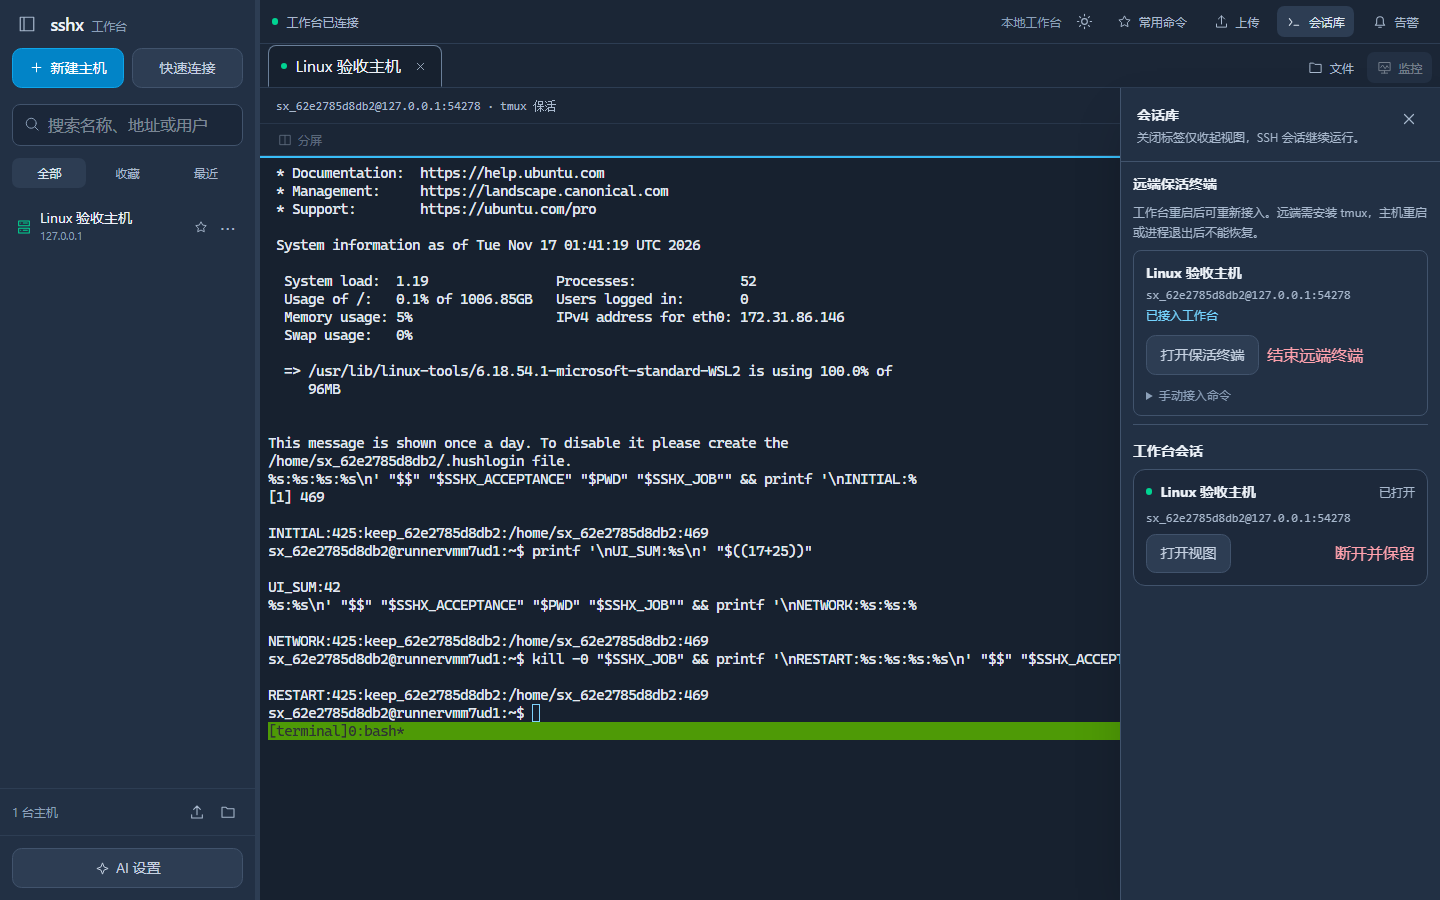 sshx 工作台
新建主机
快速连接
搜索名称、地址或用户
全部
收藏
最近
Linux 验收主机
127.0.0.1
1 台主机
AI 设置
工作台已连接
本地工作台
常用命令
上传
会话库
告警
Linux 验收主机
文件
监控
sx_62e2785d8db2@127.0.0.1:54278 · tmux 保活
分屏
* Documentation:  https://help.ubuntu.com
* Management:     https://landscape.canonical.com
* Support:        https://ubuntu.com/pro
System information as of Tue Nov 17 01:41:19 UTC 2026
System load:  1.19                Processes:             52
Usage of /:   0.1% of 1006.85GB   Users logged in:       0
Memory usage: 5%                  IPv4 address for eth0: 172.31.86.146
Swap usage:   0%
=> /usr/lib/linux-tools/6.18.54.1-microsoft-standard-WSL2 is using 100.0% of
96MB
This message is shown once a day. To disable it please create the
/home/sx_62e2785d8db2/.hushlogin file.
%s:%s:%s:%s\n' "$$" "$SSHX_ACCEPTANCE" "$PWD" "$SSHX_JOB"" && printf '\nINITIAL:%
[1] 469
INITIAL:425:keep_62e2785d8db2:/home/sx_62e2785d8db2:469
sx_62e2785d8db2@runnervmm7ud1:~$ printf '\nUI_SUM:%s\n' "$((17+25))"
UI_SUM:42
%s:%s\n' "$$" "$SSHX_ACCEPTANCE" "$PWD" "$SSHX_JOB"" && printf '\nNETWORK:%s:%s:%
NETWORK:425:keep_62e2785d8db2:/home/sx_62e2785d8db2:469
sx_62e2785d8db2@runnervmm7ud1:~$ kill -0 "$SSHX_JOB" && printf '\nRESTART:%s:%s:%s:%s\n' "$$" "$SSHX_ACCEPT
RESTART:425:keep_62e2785d8db2:/home/sx_62e2785d8db2:469
sx_62e2785d8db2@runnervmm7ud1:~$
[terminal]0:bash*
会话库
关闭标签仅收起视图，SSH 会话继续运行。
远端保活终端
工作台重启后可重新接入。远端需安装 tmux，主机重启
或进程退出后不能恢复。
Linux 验收主机
sx_62e2785d8db2@127.0.0.1:54278
已接入工作台
打开保活终端
结束远端终端
手动接入命令
工作台会话
Linux 验收主机
已打开
sx_62e2785d8db2@127.0.0.1:54278
打开视图
断开并保留